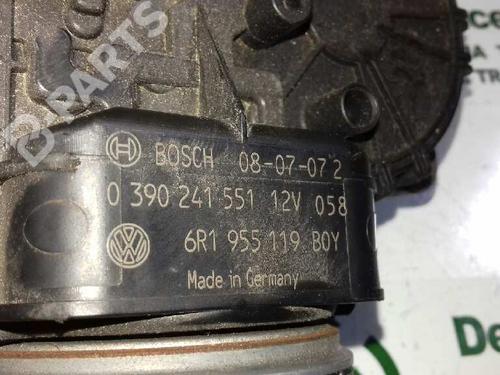 BOSCH 08-07-07 2
0 390 241 551 12V 058
6R1 955 119 B0Y
Made in Germany
B PARTS
De